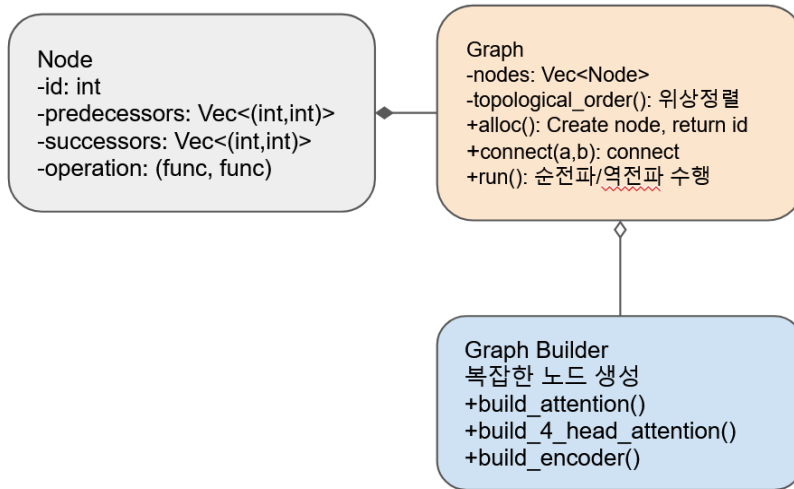 Node
-id: int
-predecessors: Vec<(int,int)>
-successors: Vec<(int,int)>
-operation: (func, func)
Graph
-nodes: Vec<Node>
-topological_order(): 위상정렬
+alloc(): Create node, return id
+connect(a,b): connect
+run(): 순전파/역전파 수행
Graph Builder
복잡한 노드 생성
+build_attention()
+build_4_head_attention()
+build_encoder()